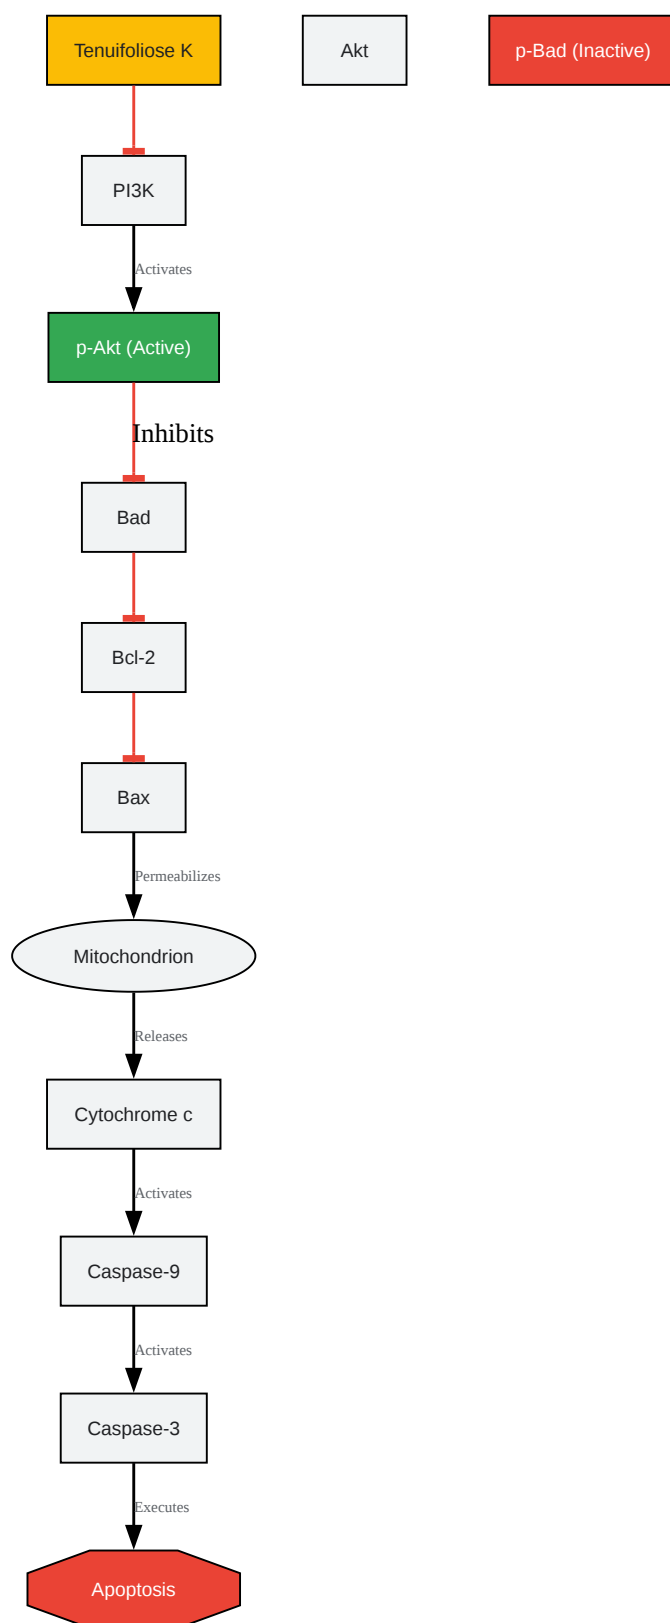 Tenuifoliose K
Akt
p-Bad (Inactive)
PI3K
Activates
p-Akt (Active)
Inhibits
Bad
Bcl-2
Bax
Permeabilizes
Mitochondrion
Releases
Cytochrome c
Activates
Caspase-9
Activates
Caspase-3
Executes
Apoptosis